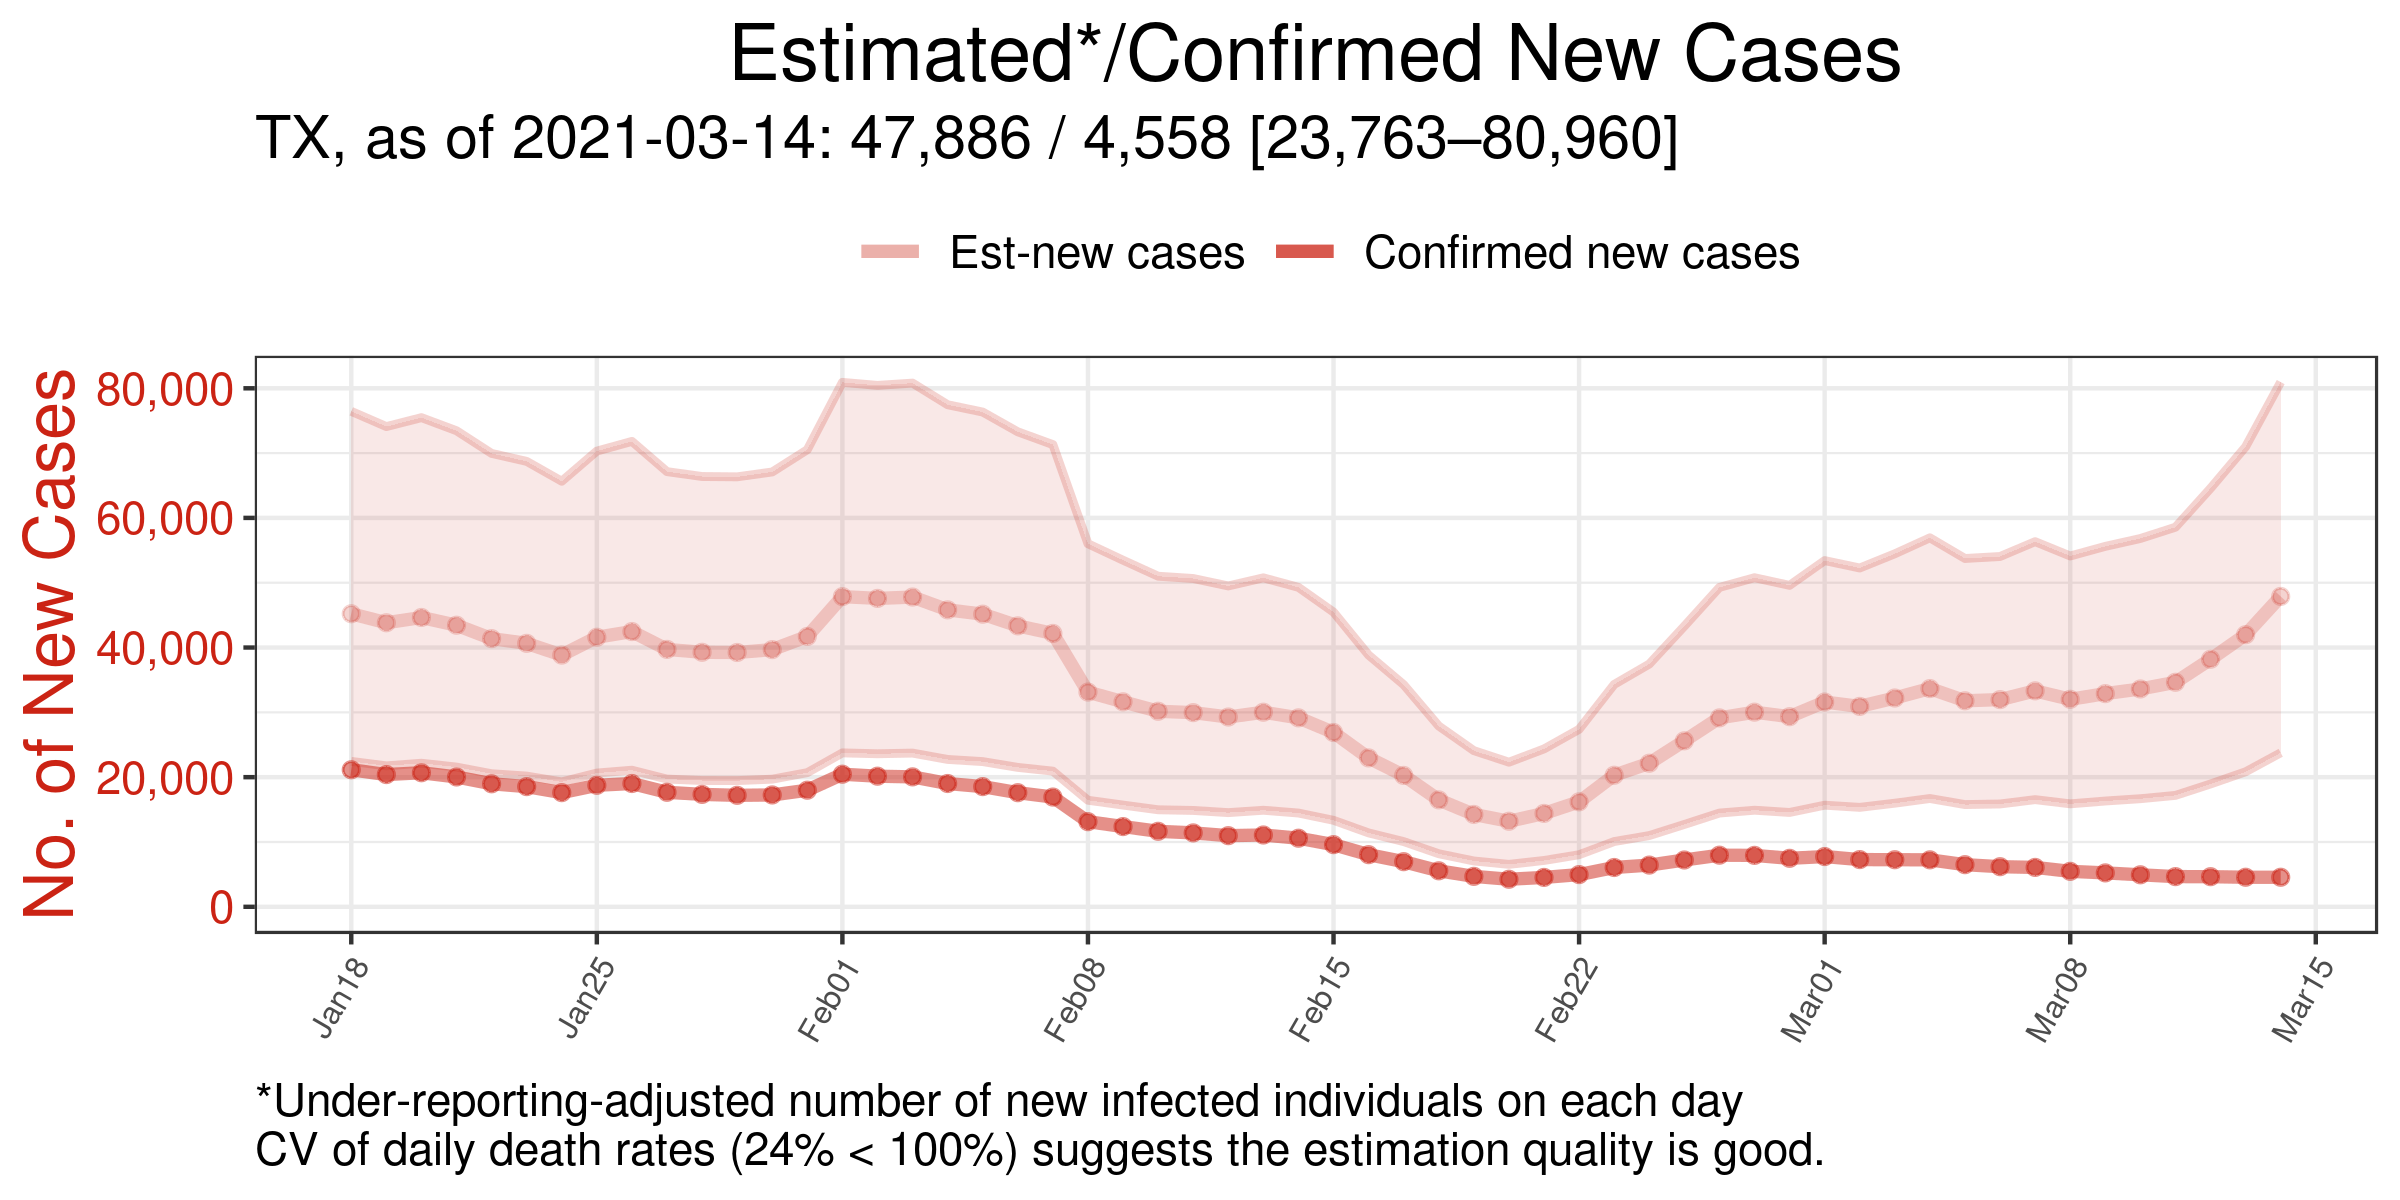 Estimated*/Confirmed New Cases
TX, as of 2021-03-14: 47,886 / 4,558 [23,763–80,960]
Est-new cases
Confirmed new cases
No. of New Cases
80,000
60,000
40,000
20,000
0
Jan18
Jan25
Feb01
Feb08
Feb15
Feb22
Mar01
Mar08
Mar15
*Under-reporting-adjusted number of new infected individuals on each day
CV of daily death rates (24% < 100%) suggests the estimation quality is good.